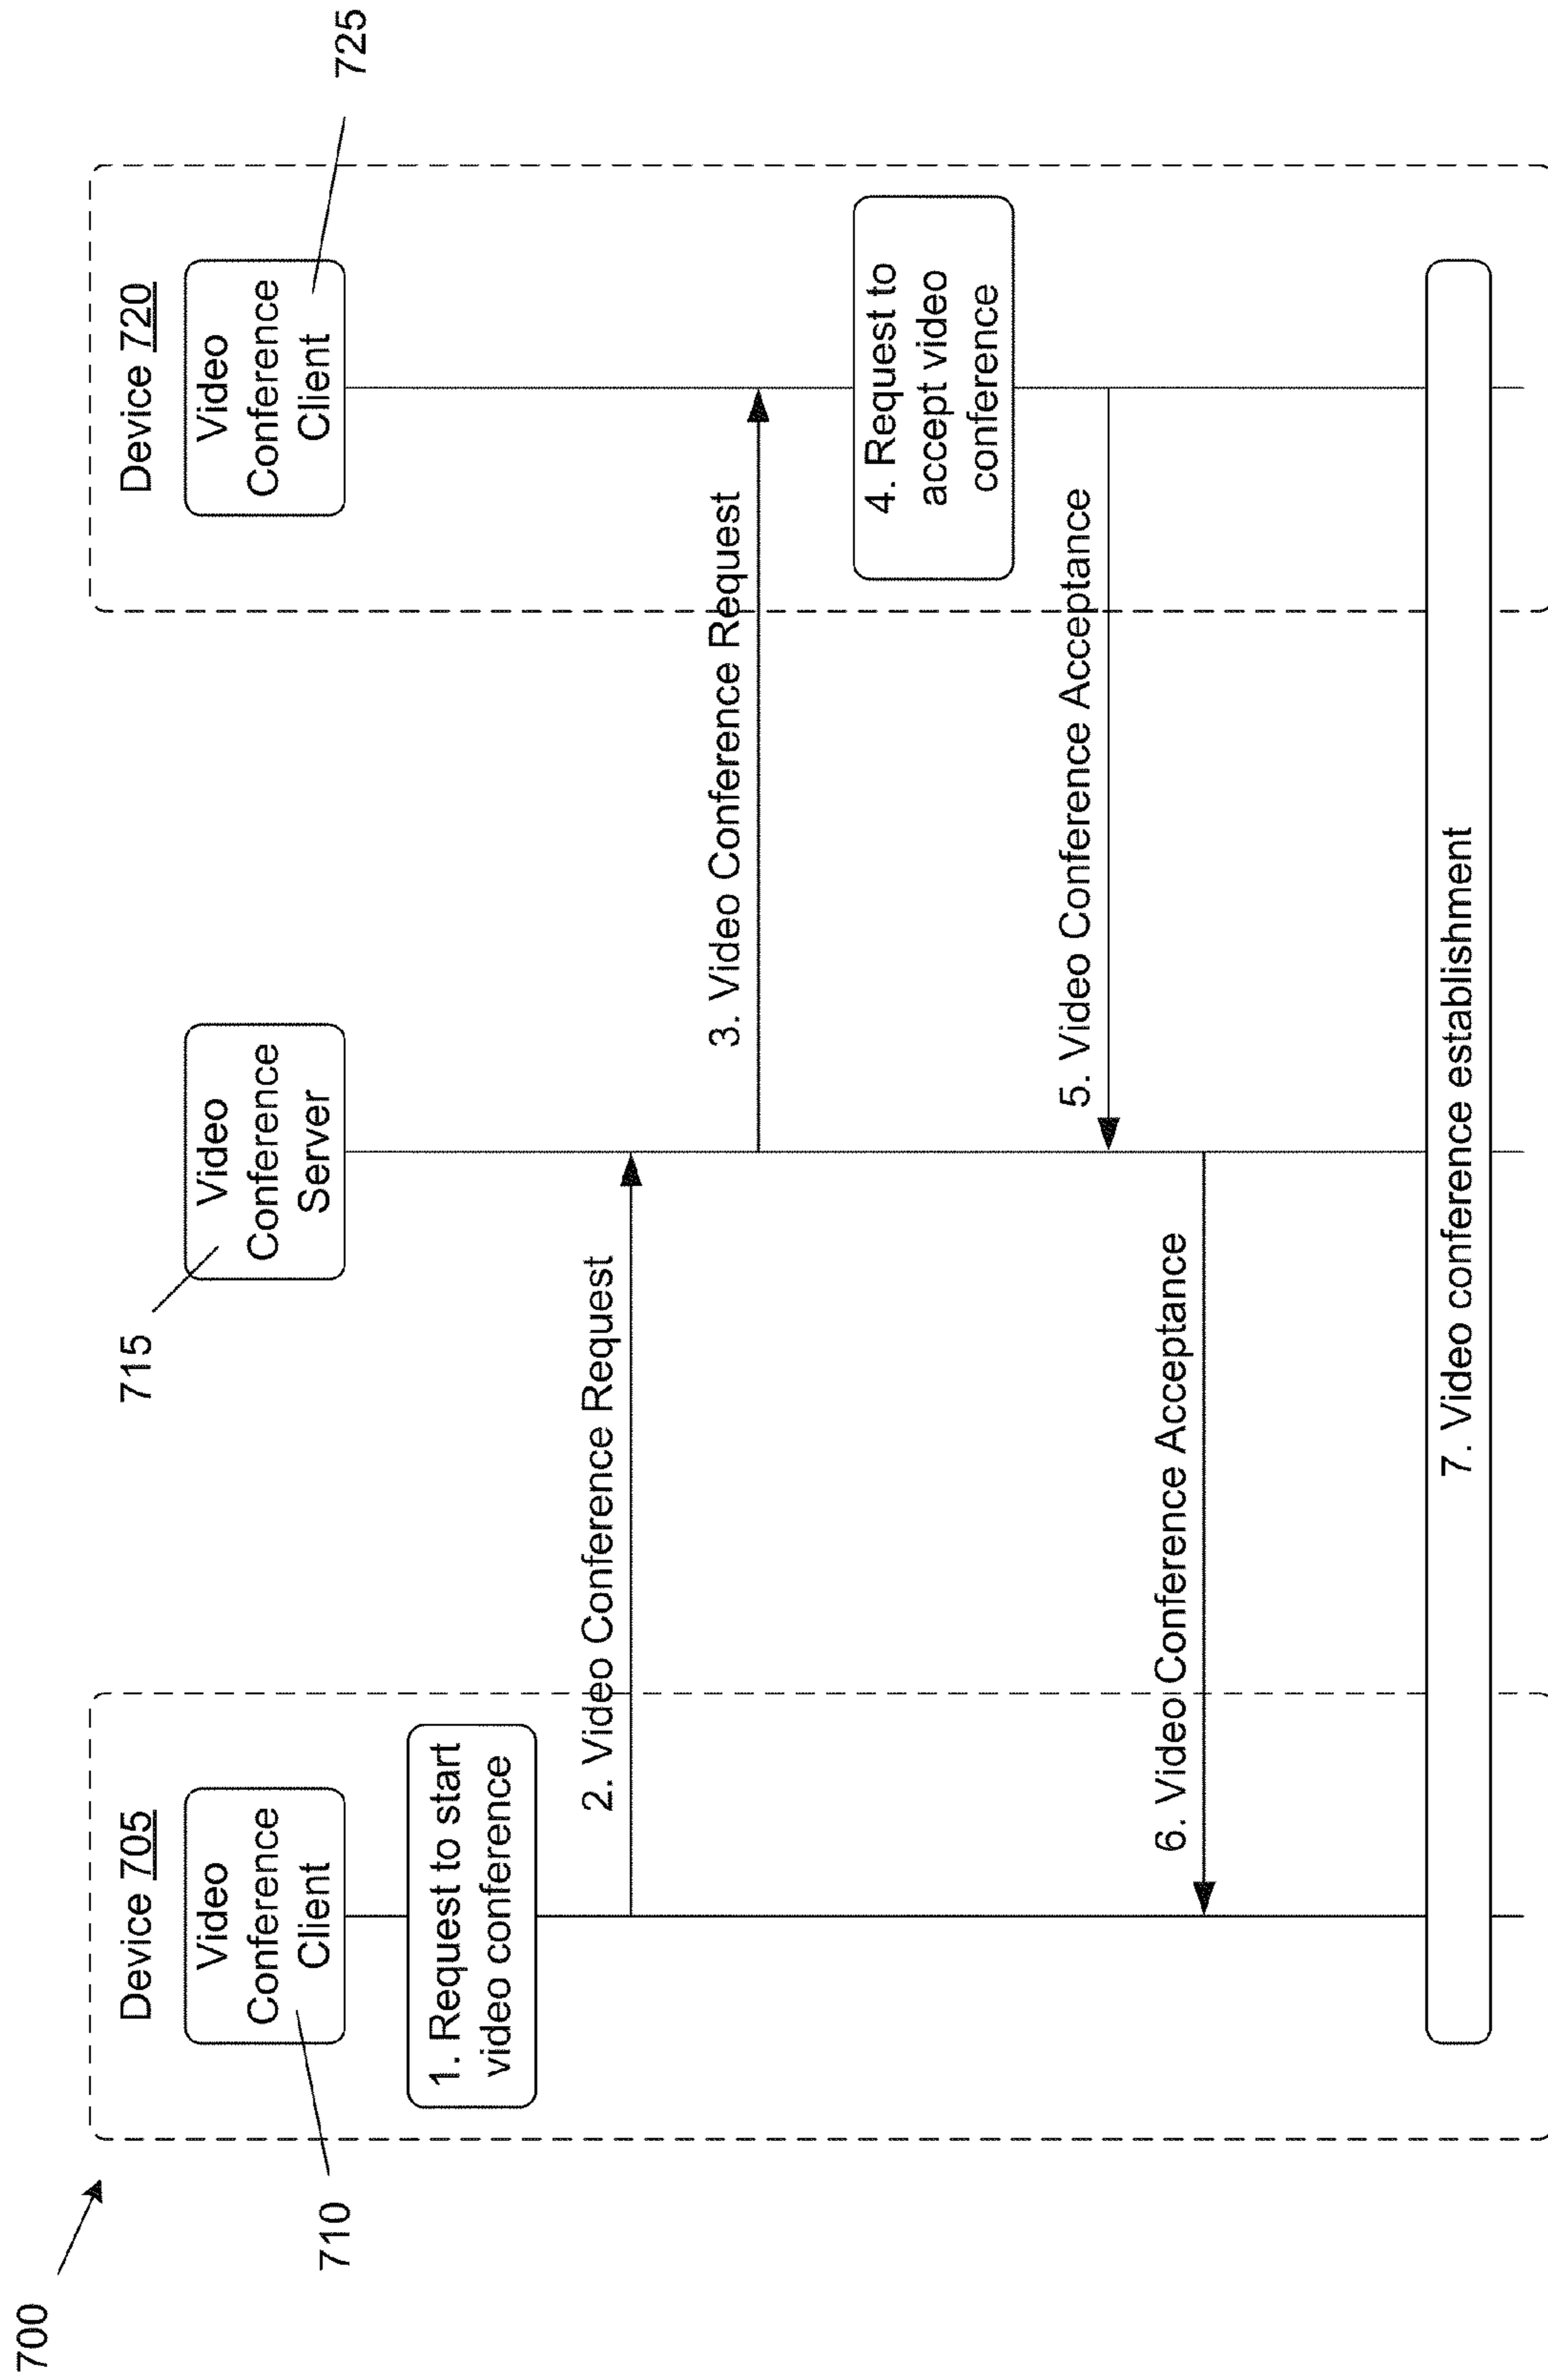 700
Device 705
715
Device 720
725
Video
Conference
Client
710
Video
Conference
Server
Video
Conference
Client
1. Request to start
video conference
2. Video Conference Request
3. Video Conference Request
4. Request to
accept video
conference
5. Video Conference Acceptance
6. Video Conference Acceptance
7. Video conference establishment